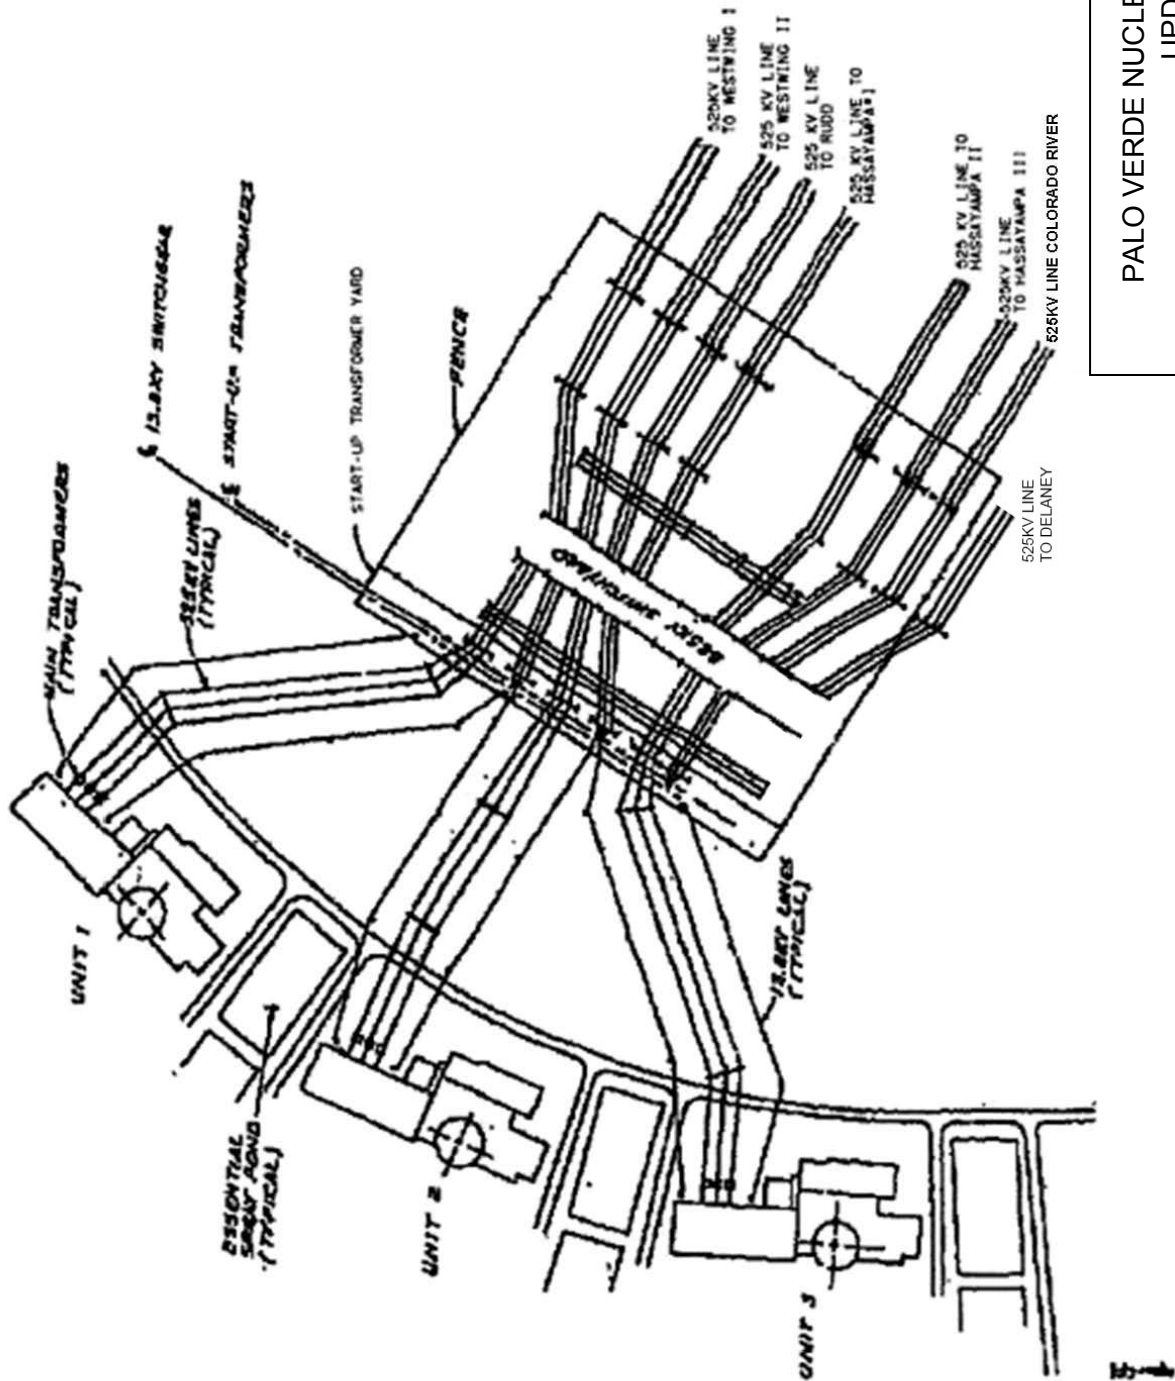 MAIN TRANSFORMERS
(TYPICAL)
525KV LINES
(TYPICAL)
13.8KV SWITCHGEAR
START-UP TRANSFORMERS
START-UP TRANSFORMER YARD
FENCE
525KV LINE
TO WESTWING I
525 KV LINE
TO WESTWING II
525 KV LINE
TO RUDD
525 KV LINE TO
HASSAYAMPA#1
525 KV LINE TO
HASSAYAMPA II
525KV LINE
TO HASSAYAMPA III
525KV LINE COLORADO RIVER
525KV LINE
TO DELANEY
525KV SWITCHYARD
13.8KV LINES
(TYPICAL)
UNIT 1
ESSENTIAL
SPRAY POND
(TYPICAL)
UNIT 2
UNIT 3
PALO VERDE NUCLE
UPD